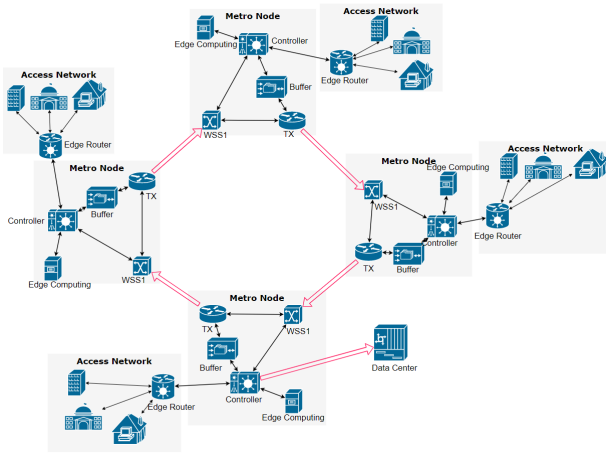 Metro Node
Edge Computing
Controller
Buffer
WSS1
TX
Access Network
Edge Router
Access Network
Edge Router
Metro Node
TX
Buffer
Controller
WSS1
Edge Computing
Metro Node
Edge Computing
WSS1
Controller
Buffer
TX
Access Network
Edge Router
Metro Node
TX
WSS1
Buffer
Controller
Edge Computing
Data Center
Access Network
Edge Router